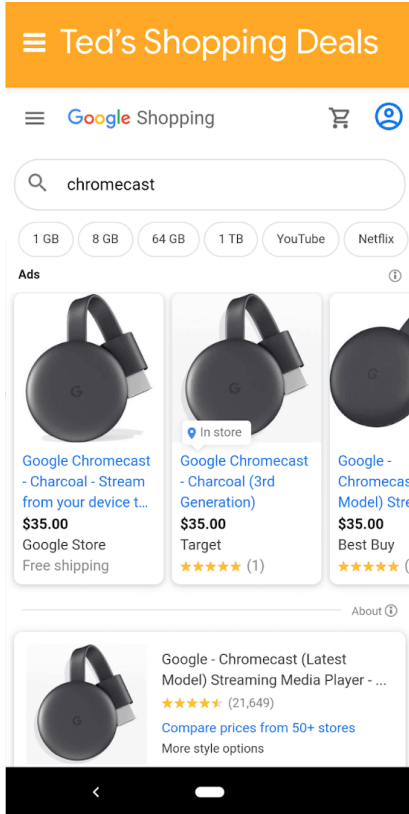 Ted's Shopping Deals
Google Shopping
chromecast
1 GB
8 GB
64 GB
1 TB
YouTube
Netflix
Ads
In store
Google Chromecast
- Charcoal - Stream
from your device t...
$35.00
Google Store
Free shipping
Google Chromecast
- Charcoal (3rd
Generation)
$35.00
Target
(1)
Google -
Chromecas
Model) Stre
$35.00
Best Buy
(
About
Google - Chromecast (Latest
Model) Streaming Media Player - ...
(21,649)
Compare prices from 50+ stores
More style options